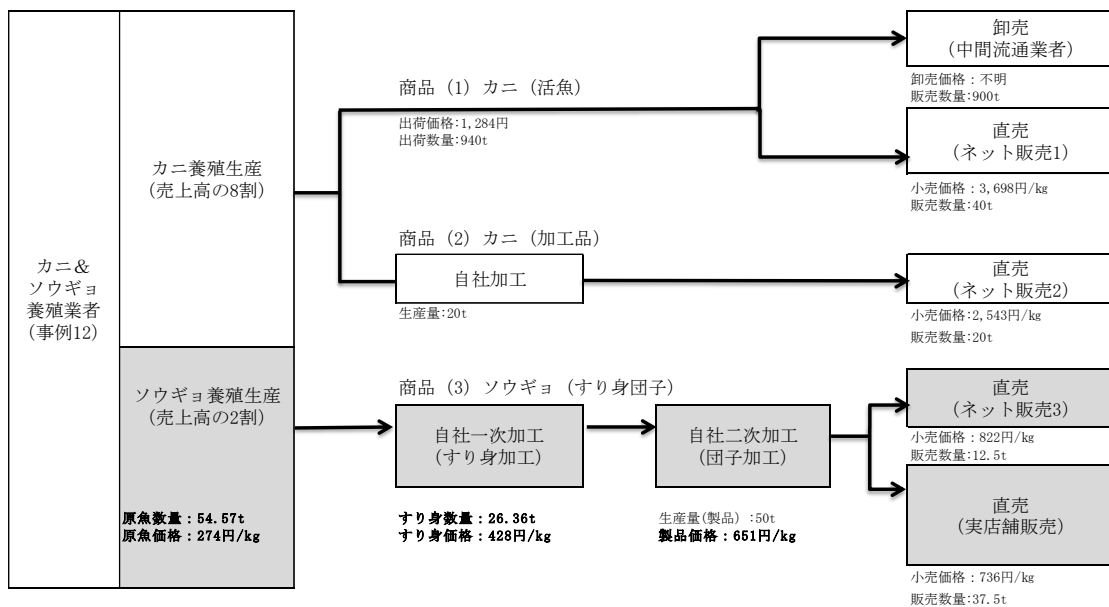 カニ&
ソウギョ
養殖業者
(事例12)
カニ養殖生産
(売上高の8割)
商品 (1) カニ (活魚)
出荷価格:1,284円
出荷数量:940t
卸売
(中間流通業者)
卸売価格：不明
販売数量:900t
直売
(ネット販売1)
小売価格：3,698円/kg
販売数量:40t
商品 (2) カニ (加工品)
自社加工
生産量:20t
直売
(ネット販売2)
小売価格:2,543円/kg
販売数量:20t
ソウギョ養殖生産
(売上高の2割)
原魚数量：54.57t
原魚価格：274円/kg
商品 (3) ソウギョ (すり身団子)
自社一次加工
(すり身加工)
すり身数量：26.36t
すり身価格：428円/kg
自社二次加工
(団子加工)
生産量(製品) :50t
製品価格：651円/kg
直売
(ネット販売3)
小売価格：822円/kg
販売数量:12.5t
直売
(実店舗販売)
小売価格：736円/kg
販売数量:37.5t